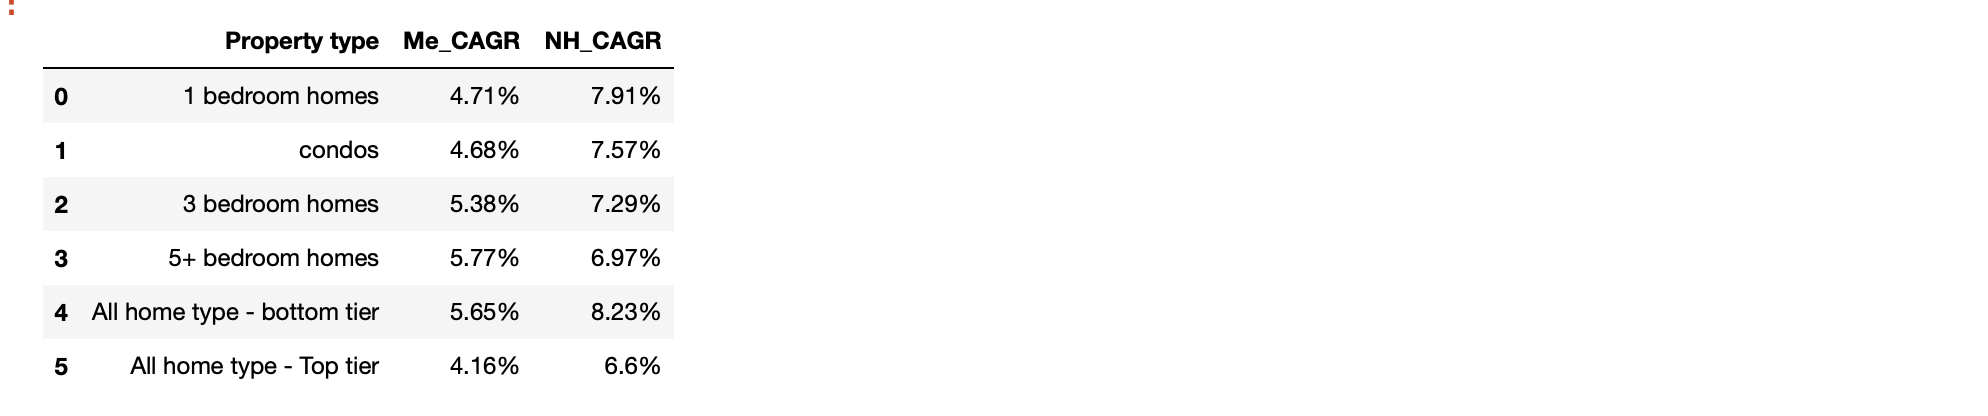 Property type Me_CAGR NH_CAGR
0 1 bedroom homes 4.71% 7.91%
1 condos 4.68% 7.57%
2 3 bedroom homes 5.38% 7.29%
3 5+ bedroom homes 5.77% 6.97%
4 All home type - bottom tier 5.65% 8.23%
5 All home type - Top tier 4.16% 6.6%